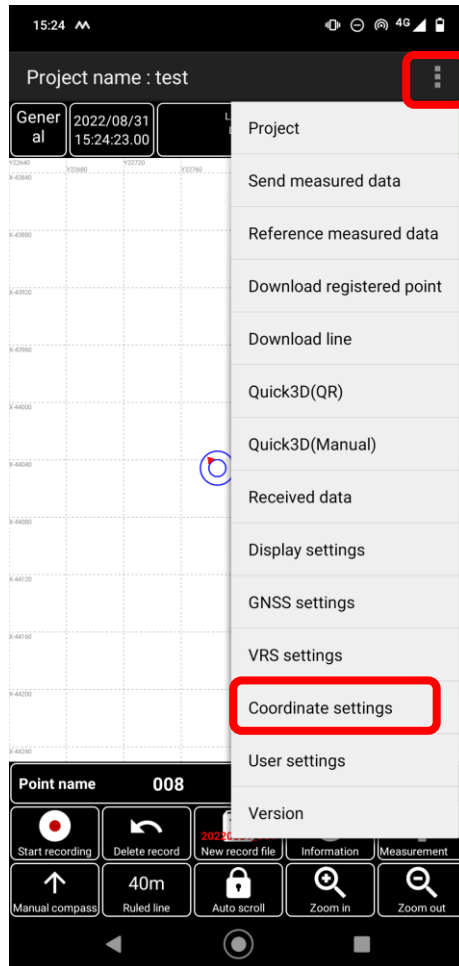 15:24
4G
Project name : test
Gener
al
2022/08/31
15:24:23.00
L
Project
Send measured data
Reference measured data
Download registered point
Download line
Quick3D(QR)
Quick3D(Manual)
Received data
Display settings
GNSS settings
VRS settings
Coordinate settings
User settings
Version
Y22640
Y22680
Y22720
Y22760
X-43840
X-43880
X-43920
X-43960
X-44000
X-44040
X-44080
X-44120
X-44160
X-44200
X-44240
Point name
008
Start recording
Delete record
New record file
Information
Measurement
40m
Manual compass
Ruled line
Auto scroll
Zoom in
Zoom out